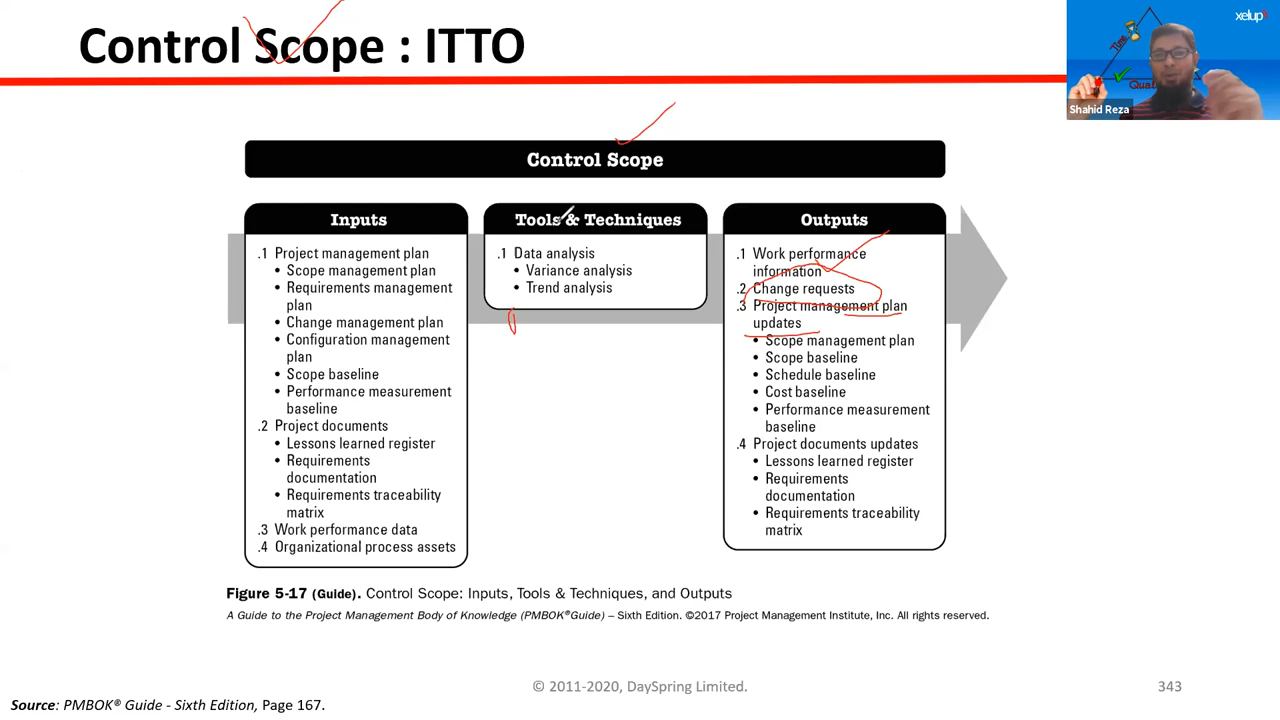 Control Scope : ITTO
xelup
Time
Shahid Reza
Control Scope
Inputs
.1 Project management plan
• Scope management plan
• Requirements management
plan
• Change management plan
• Configuration management
plan
• Scope baseline
• Performance measurement
baseline
.2 Project documents
• Lessons learned register
• Requirements
documentation
• Requirements traceability
matrix
.3 Work performance data
.4 Organizational process assets
Tools & Techniques
.1 Data analysis
• Variance analysis
• Trend analysis
Outputs
.1 Work performance
information
.2 Change requests
.3 Project management plan
updates
• Scope management plan
• Scope baseline
• Schedule baseline
• Cost baseline
• Performance measurement
baseline
.4 Project documents updates
• Lessons learned register
• Requirements
documentation
• Requirements traceability
matrix
Figure 5-17 (Guide). Control Scope: Inputs, Tools & Techniques, and Outputs
A Guide to the Project Management Body of Knowledge (PMBOK®Guide) – Sixth Edition. ©2017 Project Management Institute, Inc. All rights reserved.
© 2011-2020, DaySpring Limited.
343
Source: PMBOK® Guide - Sixth Edition, Page 167.